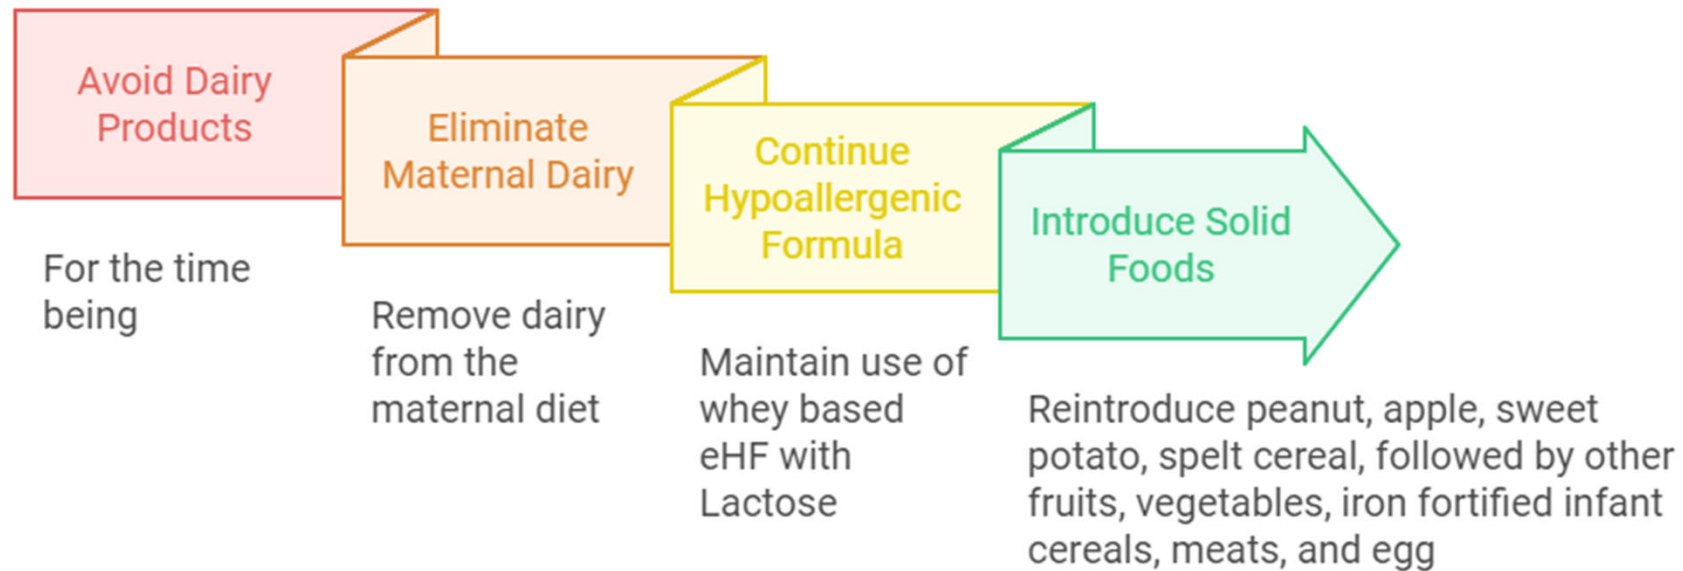 Avoid Dairy
Products
For the time
being
Eliminate
Maternal Dairy
Remove dairy
from the
maternal diet
Continue
Hypoallergenic
Formula
Maintain use of
whey based
eHF with
Lactose
Introduce Solid
Foods
Reintroduce peanut, apple, sweet
potato, spelt cereal, followed by other
fruits, vegetables, iron fortified infant
cereals, meats, and egg